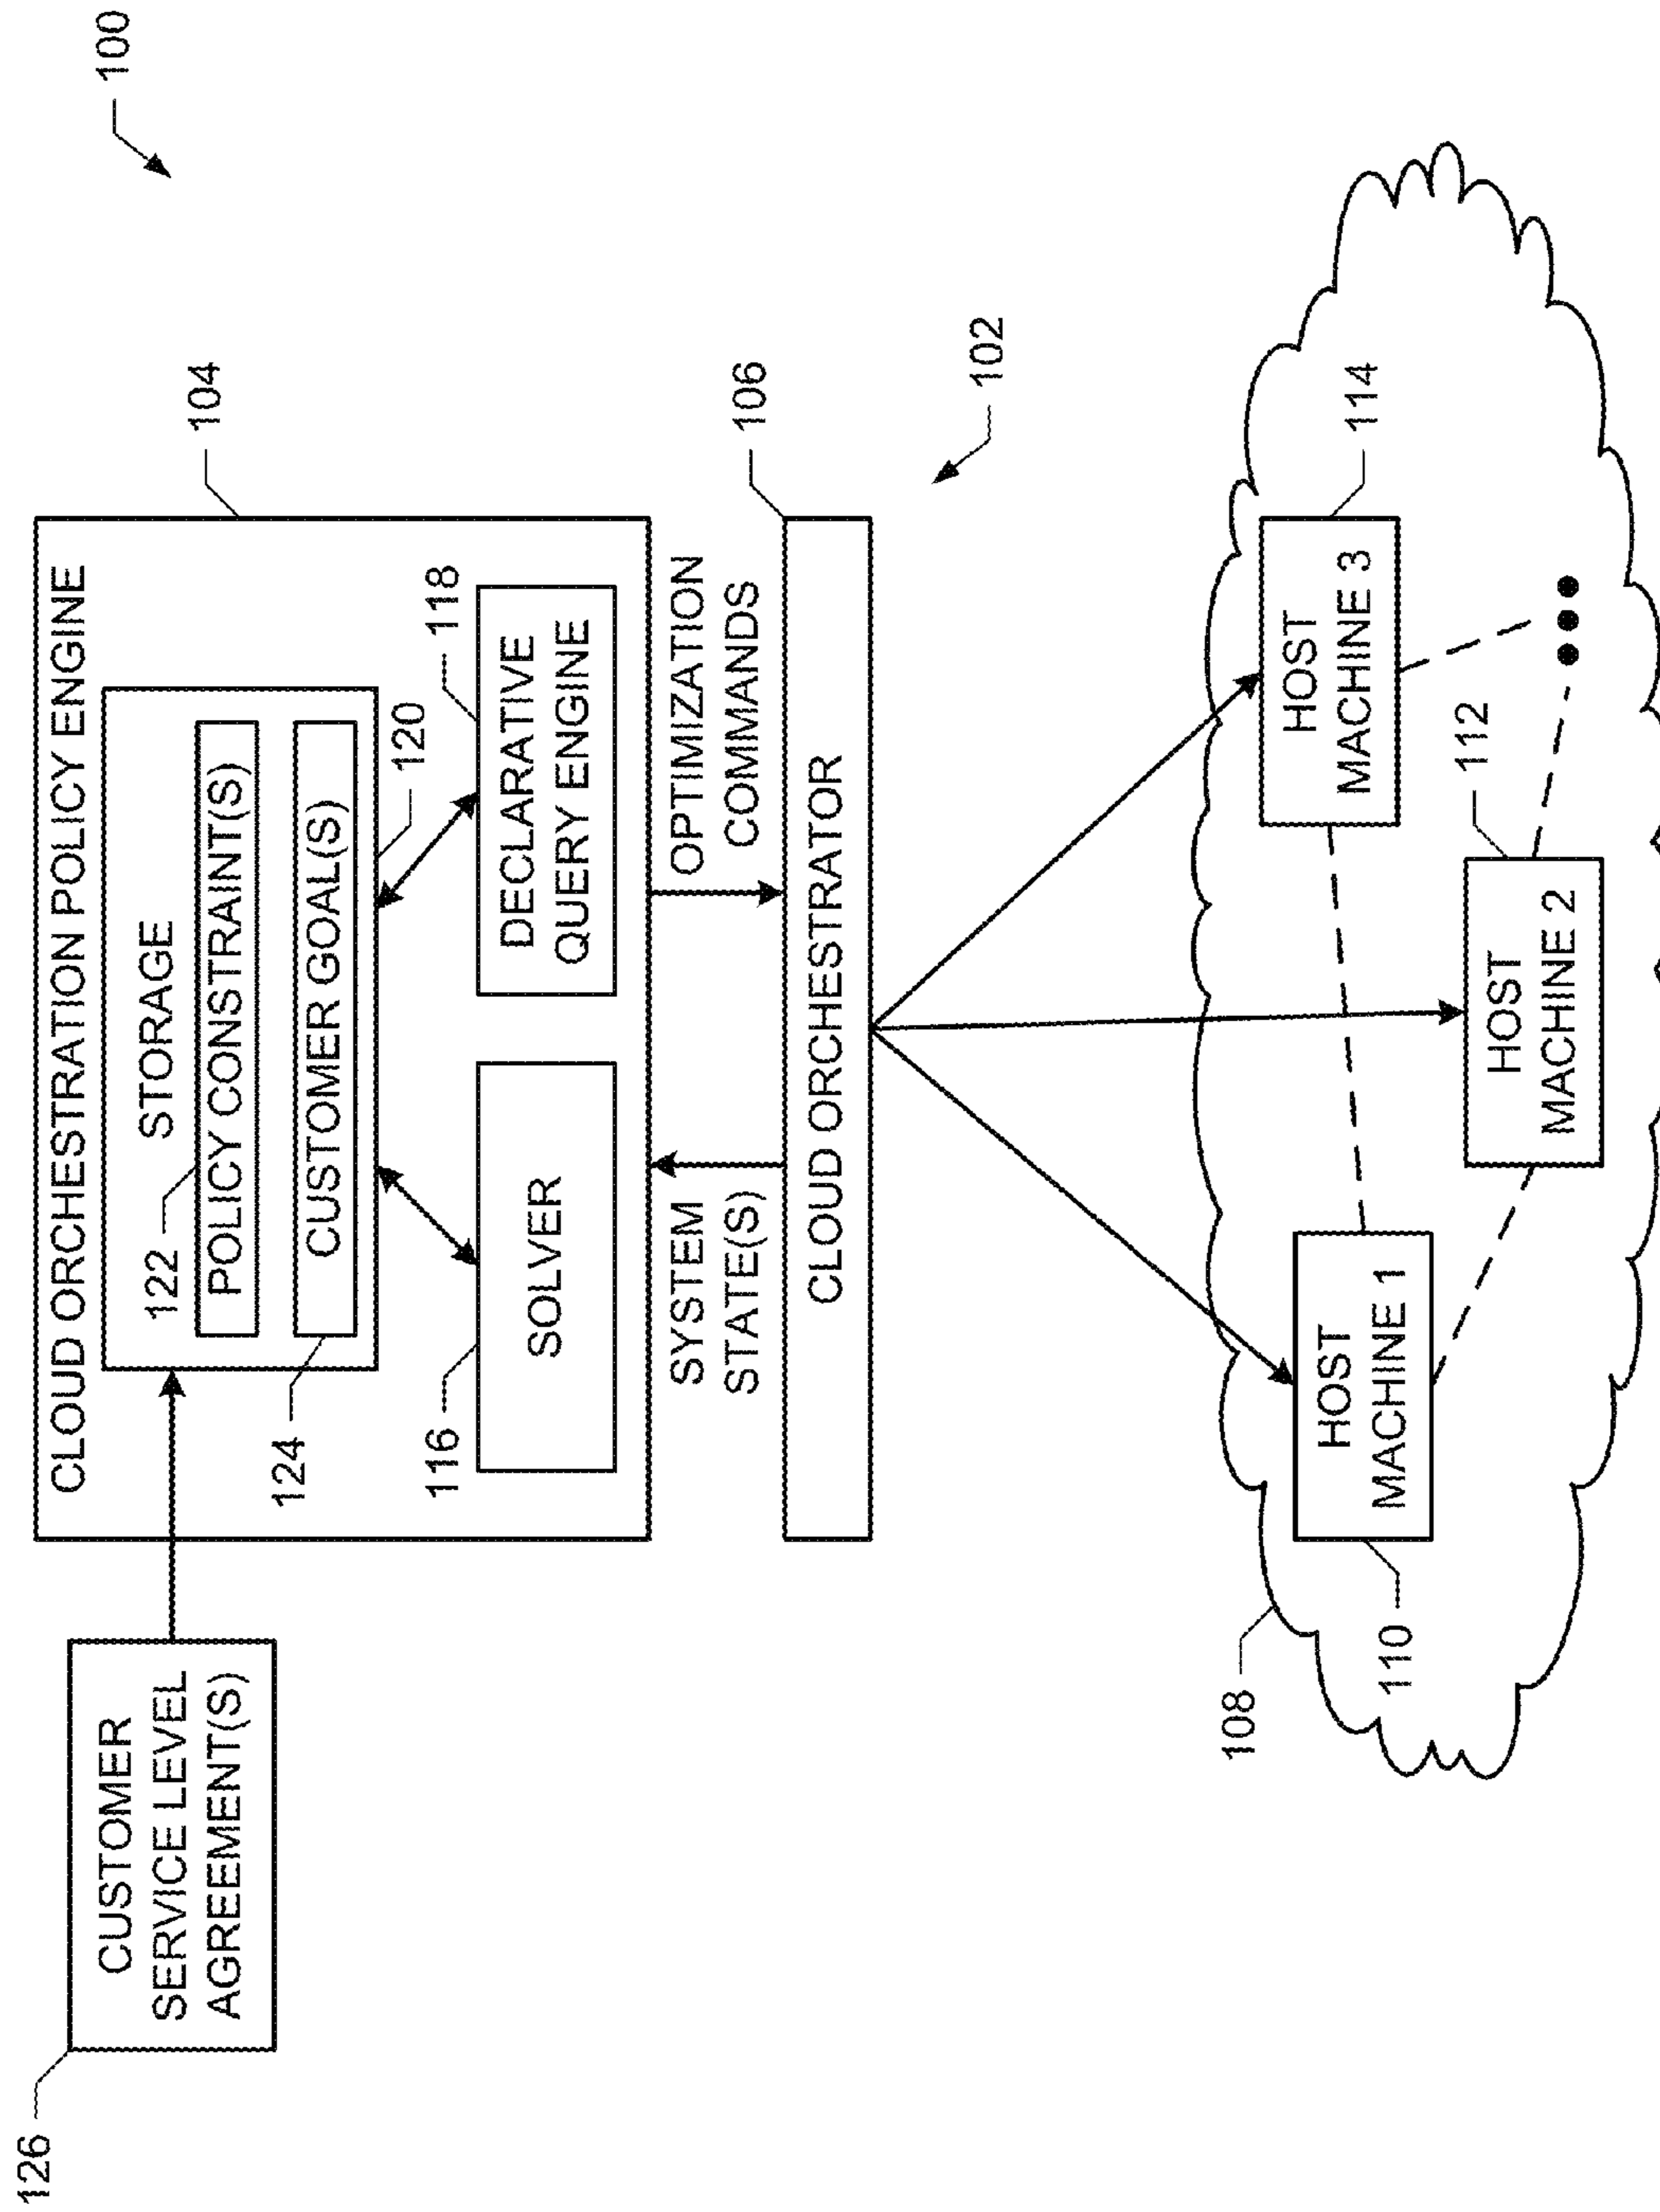 100
CUSTOMER
SERVICE LEVEL
AGREEMENT(S)
126
CLOUD ORCHESTRATION POLICY ENGINE
104
STORAGE
122
POLICY CONSTRAINT(S)
CUSTOMER GOAL(S)
124
120
116
SOLVER
118
DECLARATIVE
QUERY ENGINE
SYSTEM
STATE(S)
OPTIMIZATION
COMMANDS
106
CLOUD ORCHESTRATOR
102
108
HOST
MACHINE 1
110
HOST
MACHINE 2
112
HOST
MACHINE 3
114